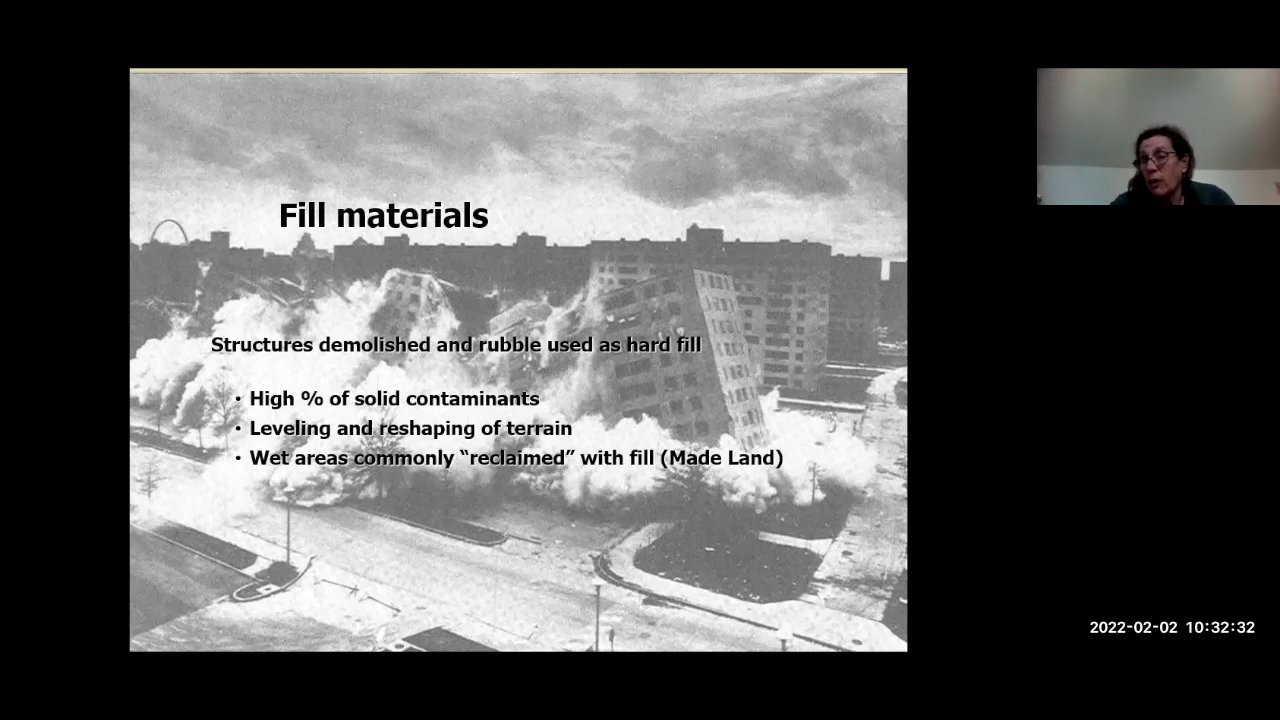 Fill materials
Structures demolished and rubble used as hard fill
• High % of solid contaminants
• Leveling and reshaping of terrain
• Wet areas commonly “reclaimed” with fill (Made Land)
2022-02-02 10:32:32